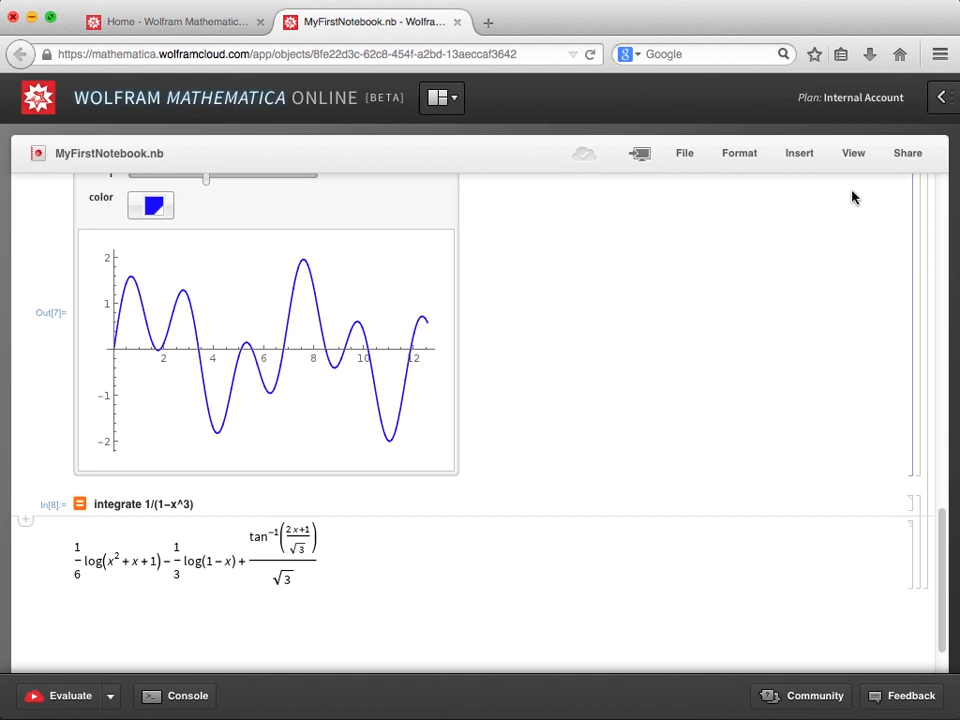 Home - Wolfram Mathematic...
MyFirstNotebook.nb - Wolfra...
https://mathematica.wolframcloud.com/app/objects/8fe22d3c-62c8-454f-a2bd-13aeccaf3642
Google
WOLFRAM MATHEMATICA ONLINE [BETA]
Plan: Internal Account
MyFirstNotebook.nb
File Format Insert View Share
color
2
1
Out[7]=
2 4 6 8 10 12
−1
−2
In[8]:= integrate 1/(1−x^3)
1/6 log(x² + x + 1) − 1/3 log(1 − x) + tan⁻¹((2 x+1)/√3)/√3
Evaluate
Console
Community
Feedback